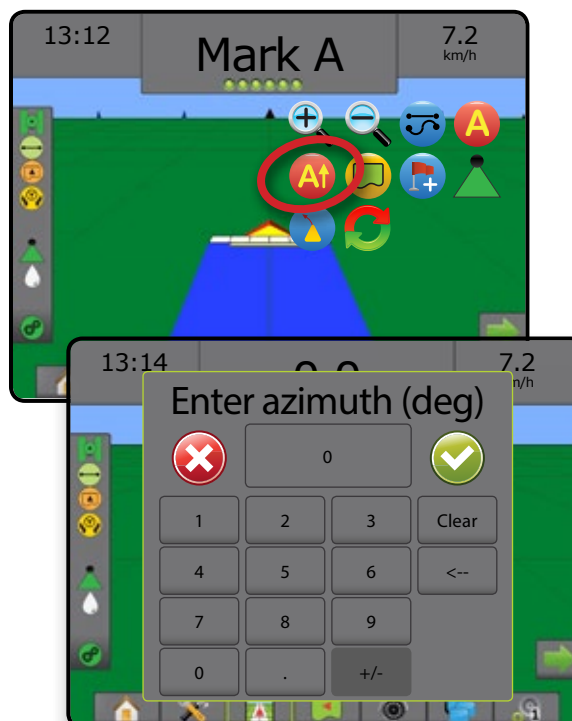 13:12
Mark A
7.2
km/h
A
A
13:14
7.2
Enter azimuth (deg)
0
1 2 3 Clear
4 5 6 <--
7 8 9
0 . +/-